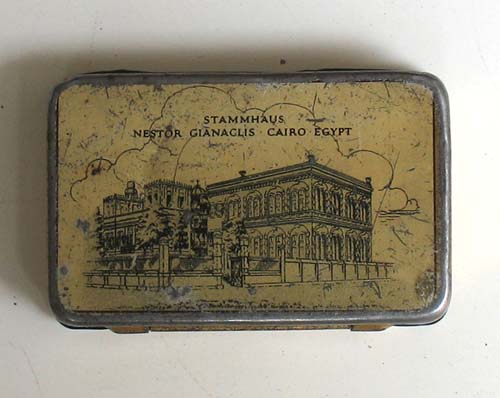 STAMMHAUS
NESTOR GIANACLIS CAIRO EGYPT